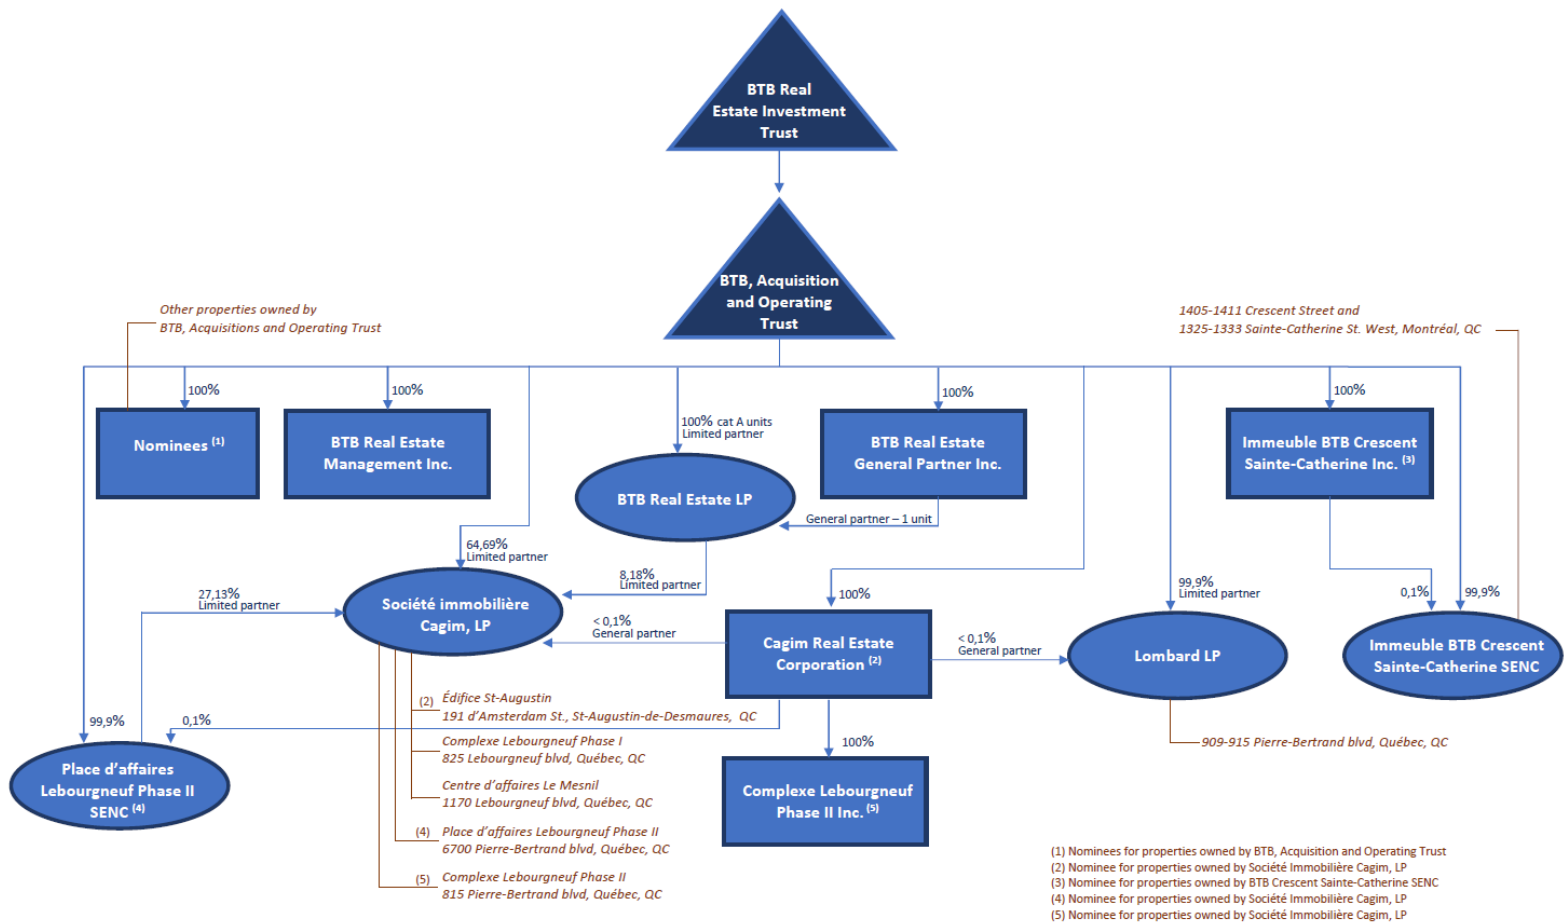 BTB Real
Estate Investment
Trust
BTB, Acquisition
and Operating
Trust
Other properties owned by
BTB, Acquisitions and Operating Trust
1405-1411 Crescent Street and
1325-1333 Sainte-Catherine St. West, Montréal, QC
100%
100%
100% cat A units
Limited partner
100%
100%
Nominees (1)
BTB Real Estate
Management Inc.
BTB Real Estate LP
BTB Real Estate
General Partner Inc.
Immeuble BTB Crescent
Sainte-Catherine Inc. (3)
General partner – 1 unit
64,69%
Limited partner
8,18%
Limited partner
27,13%
Limited partner
100%
99,9%
Limited partner
0,1%
99,9%
Société immobilière
Cagim, LP
< 0,1%
General partner
Cagim Real Estate
Corporation (2)
< 0,1%
General partner
Lombard LP
Immeuble BTB Crescent
Sainte-Catherine SENC
99,9%
0,1%
(2) Édifice St-Augustin
191 d'Amsterdam St., St-Augustin-de-Desmaures, QC
Complexe Lebourgneuf Phase I
825 Lebourgneuf blvd, Québec, QC
Centre d'affaires Le Mesnil
1170 Lebourgneuf blvd, Québec, QC
(4) Place d'affaires Lebourgneuf Phase II
6700 Pierre-Bertrand blvd, Québec, QC
(5) Complexe Lebourgneuf Phase II
815 Pierre-Bertrand blvd, Québec, QC
Place d'affaires
Lebourgneuf Phase II
SENC (4)
100%
Complexe Lebourgneuf
Phase II Inc. (5)
909-915 Pierre-Bertrand blvd, Québec, QC
(1) Nominees for properties owned by BTB, Acquisition and Operating Trust
(2) Nominee for properties owned by Société Immobilière Cagim, LP
(3) Nominee for properties owned by BTB Crescent Sainte-Catherine SENC
(4) Nominee for properties owned by Société Immobilière Cagim, LP
(5) Nominee for properties owned by Société Immobilière Cagim, LP